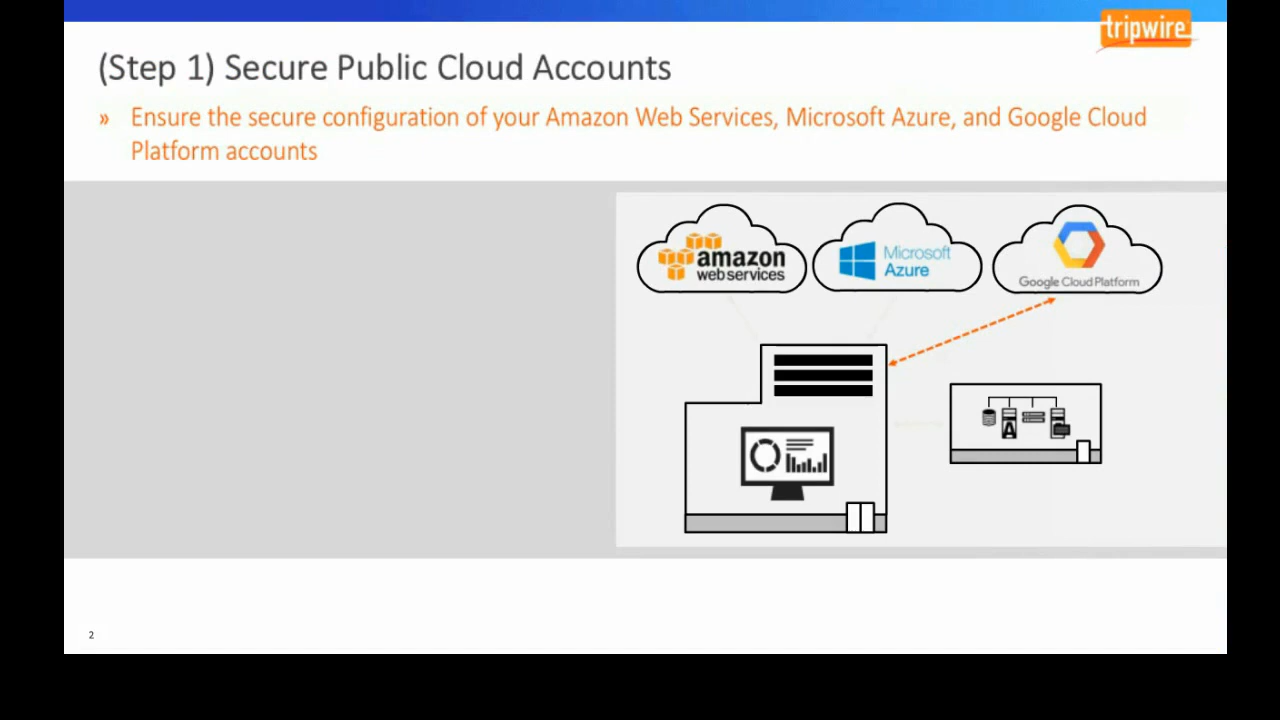 tripwire
(Step 1) Secure Public Cloud Accounts
» Ensure the secure configuration of your Amazon Web Services, Microsoft Azure, and Google Cloud
Platform accounts
amazon
web services
Microsoft
Azure
Google Cloud Platform
A
2